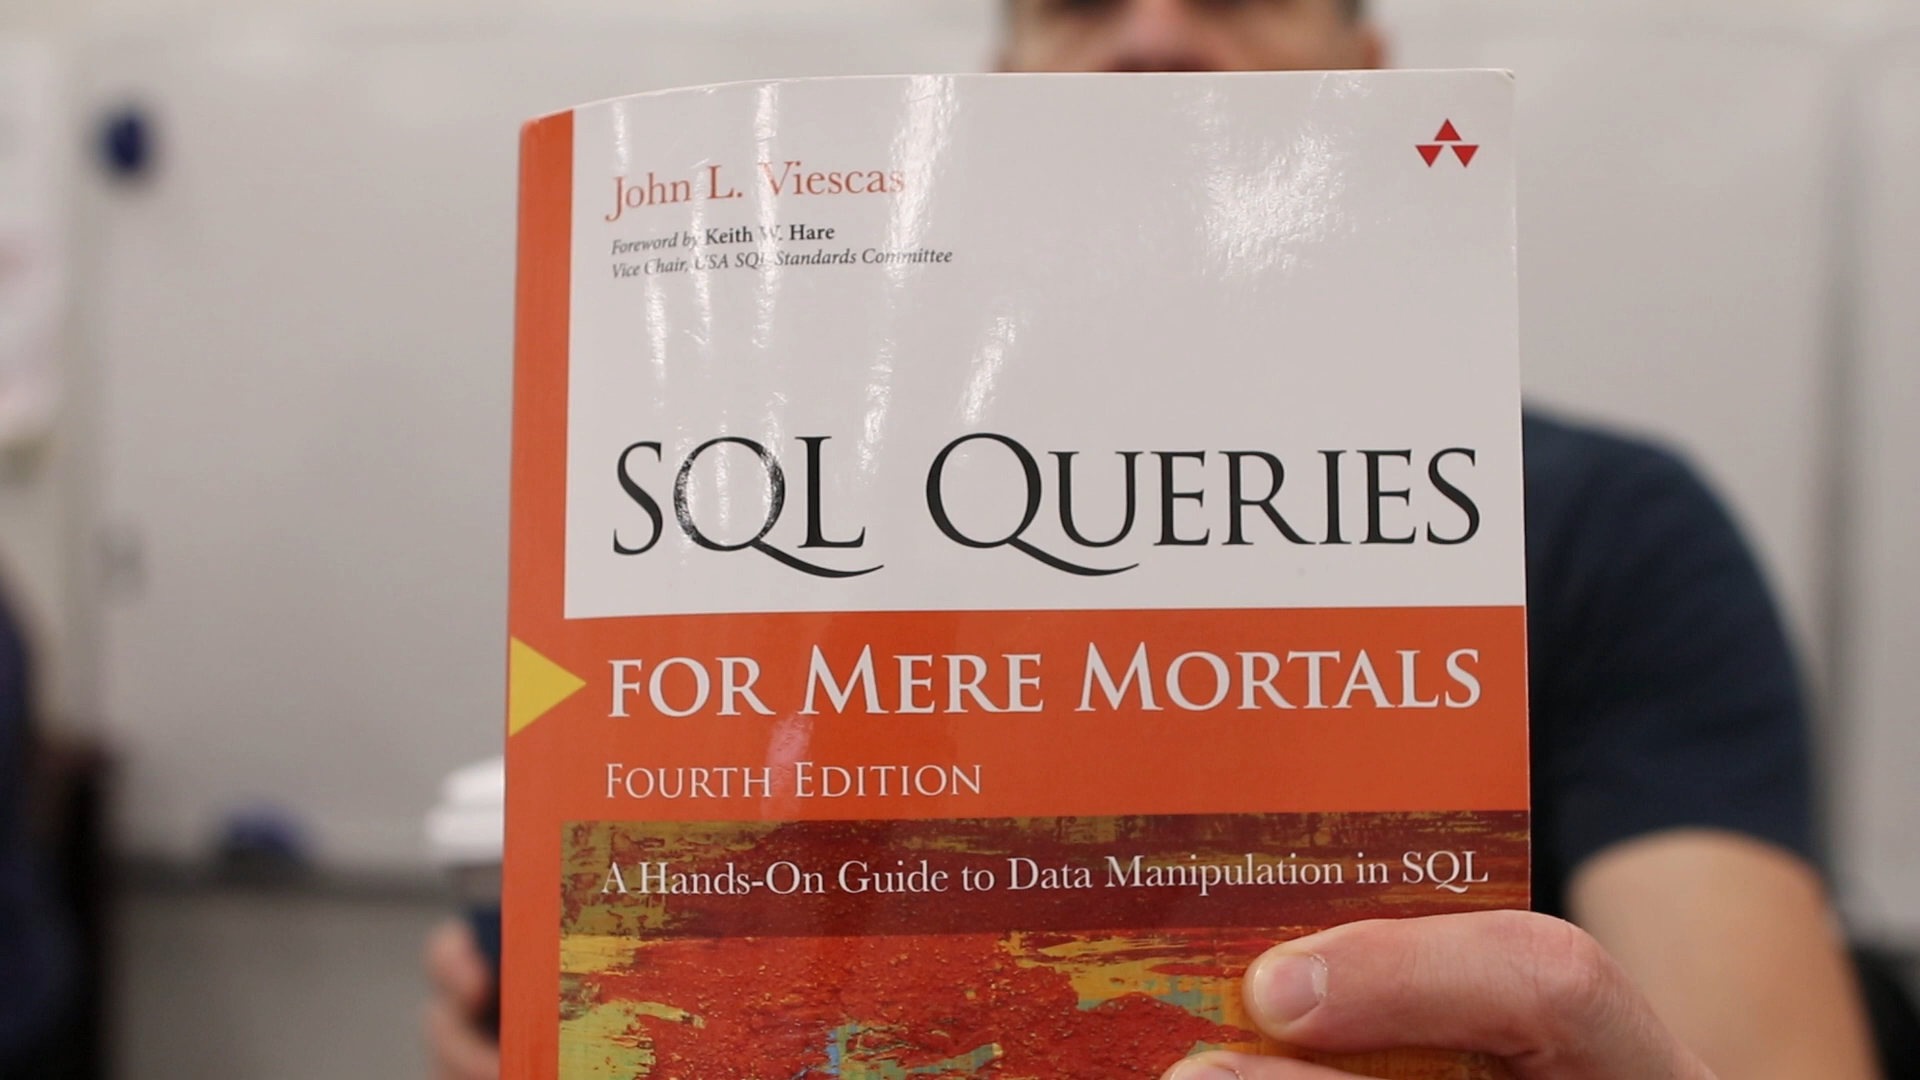 John L. Viescas
Foreword by Keith W. Hare
Vice Chair, USA SQL Standards Committee
SQL QUERIES
FOR MERE MORTALS
FOURTH EDITION
A Hands-On Guide to Data Manipulation in SQL